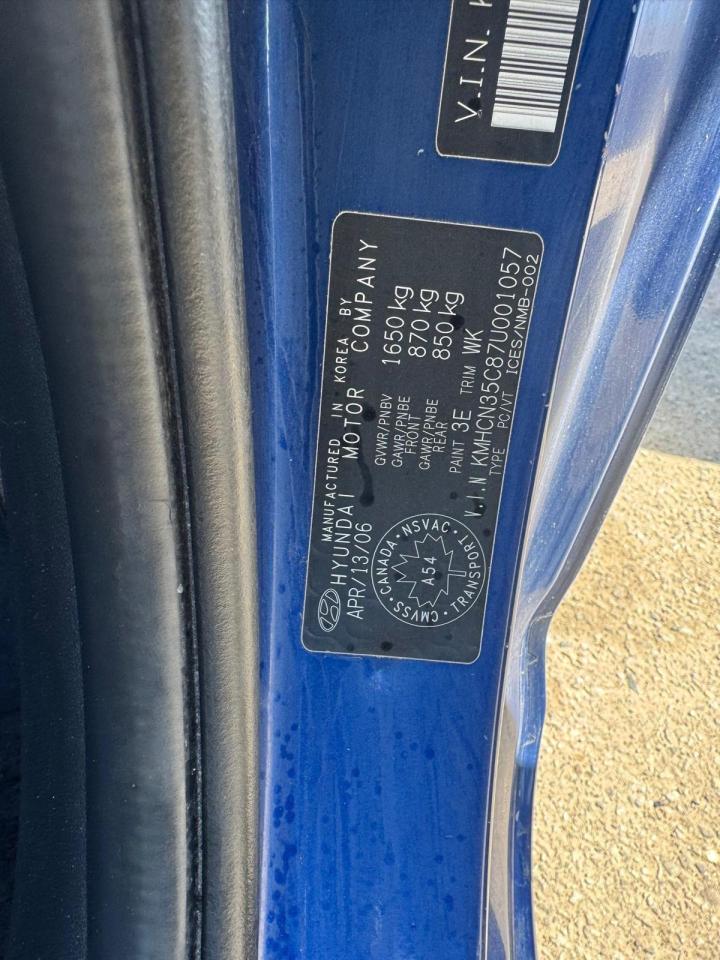 V.I.N. K
MANUFACTURED IN KOREA BY
HYUNDAI MOTOR COMPANY
APR/13/06
GVWR/PNBV 1650 kg
GAWR/PNBE FRONT 870 kg
GAWR/PNBE REAR 850 kg
PAINT 3E TRIM WK
V.I.N KMHCN35C87U001057
TYPE PC/VT ICES/NMB-002
CANADA • NSVAC • TRANSPORT • CMVSS •
A54